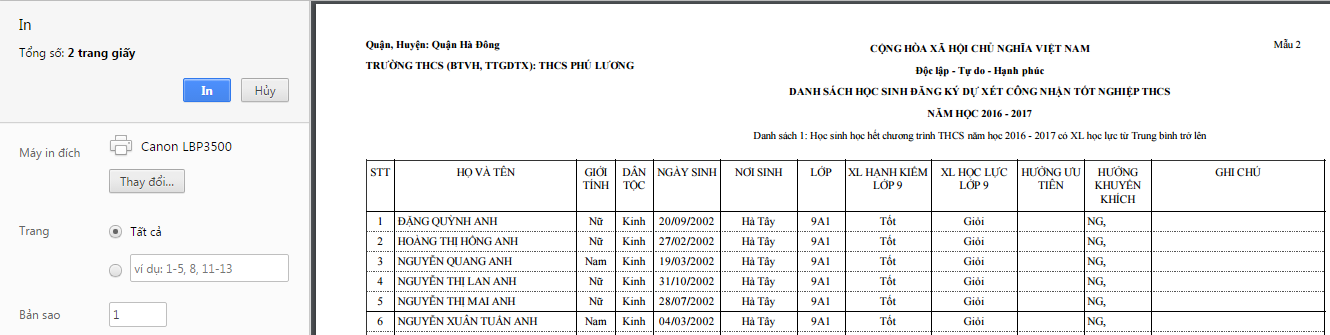 In
Tổng số: 2 trang giấy
In Hủy
Máy in đích Canon LBP3500
Thay đổi...
Trang Tất cả
ví dụ: 1-5, 8, 11-13
Bản sao 1
Quận, Huyện: Quận Hà Đông
TRƯỜNG THCS (BTVH, TTGDTX): THCS PHÚ LƯƠNG
CỘNG HÒA XÃ HỘI CHỦ NGHĨA VIỆT NAM
Mẫu 2
Độc lập - Tự do - Hạnh phúc
DANH SÁCH HỌC SINH ĐĂNG KÝ DỰ XÉT CÔNG NHẬN TỐT NGHIỆP THCS
NĂM HỌC 2016 - 2017
Danh sách 1: Học sinh học hết chương trình THCS năm học 2016 - 2017 có XL học lực từ Trung bình trở lên
STT HỌ VÀ TÊN GIỚI TÍNH DÂN TỘC NGÀY SINH NƠI SINH LỚP XL HẠNH KIỂM LỚP 9 XL HỌC LỰC LỚP 9 HƯỞNG ƯU TIÊN HƯỞNG KHUYẾN KHÍCH GHI CHÚ
1 ĐẶNG QUỲNH ANH Nữ Kinh 20/09/2002 Hà Tây 9A1 Tốt Giỏi NG,
2 HOÀNG THỊ HỒNG ANH Nữ Kinh 27/02/2002 Hà Tây 9A1 Tốt Giỏi NG,
3 NGUYỄN QUANG ANH Nam Kinh 19/03/2002 Hà Tây 9A1 Tốt Giỏi NG,
4 NGUYỄN THỊ LAN ANH Nữ Kinh 31/10/2002 Hà Tây 9A1 Tốt Giỏi NG,
5 NGUYỄN THỊ MAI ANH Nữ Kinh 28/07/2002 Hà Tây 9A1 Tốt Giỏi NG,
6 NGUYỄN XUÂN TUẤN ANH Nam Kinh 04/03/2002 Hà Tây 9A1 Tốt Giỏi NG,